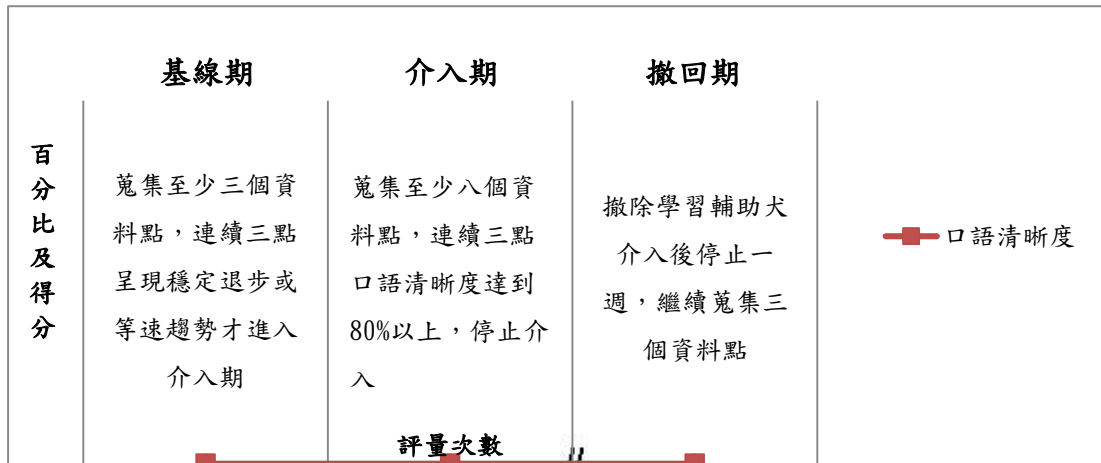 基線期
介入期
撤回期
百
分
比
及
得
分
蒐集至少三個資
料點，連續三點
呈現穩定退步或
等速趨勢才進入
介入期
蒐集至少八個資
料點，連續三點
口語清晰度達到
80%以上，停止介
入
撤除學習輔助犬
介入後停止一
週，繼續蒐集三
個資料點
口語清晰度
評量次數